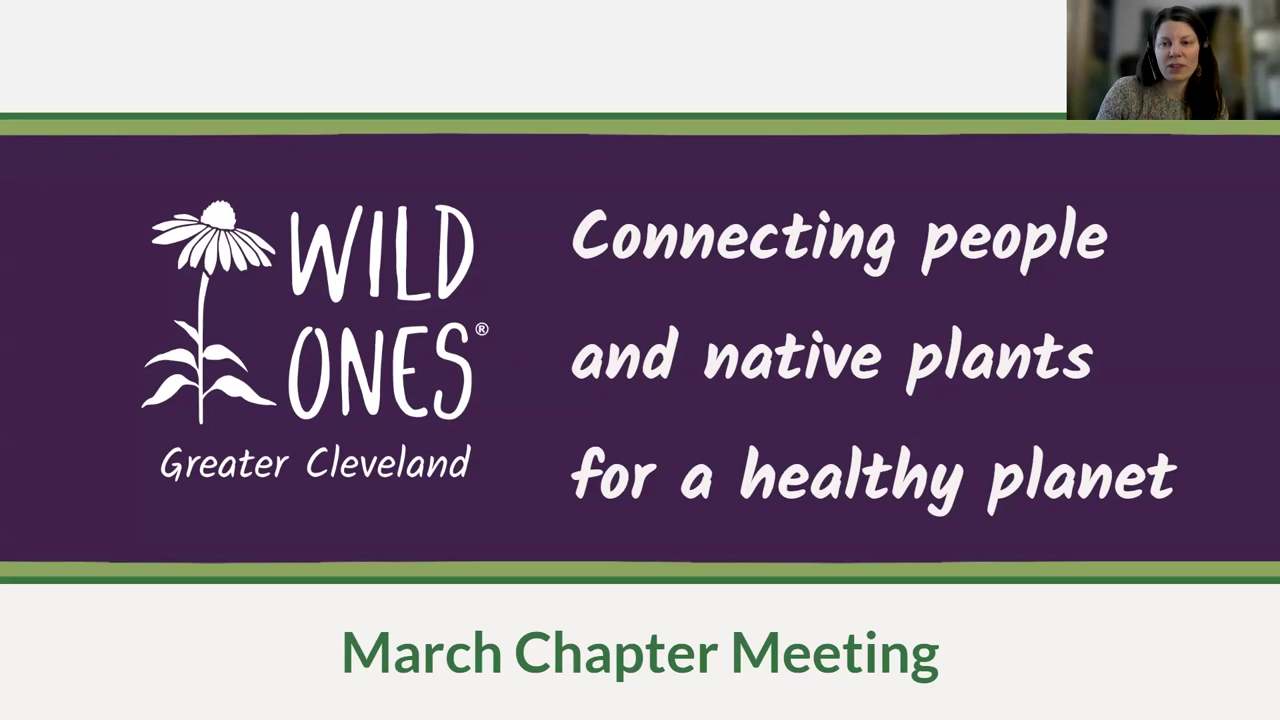 WILD
ONES®
Greater Cleveland
Connecting people
and native plants
for a healthy planet
March Chapter Meeting